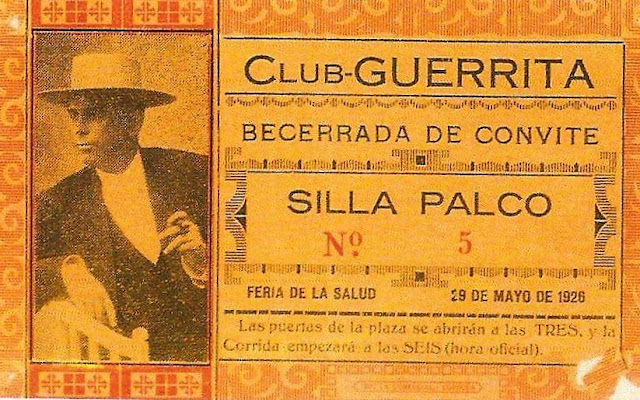 CLUB-GUERRITA
BECERRADA DE CONVITE
SILLA PALCO
Nº. 5
FERIA DE LA SALUD 29 DE MAYO DE 1926
Las puertas de la plaza se abrirán a las TRES, y la
Corrida empezará a las SEIS (hora oficial).